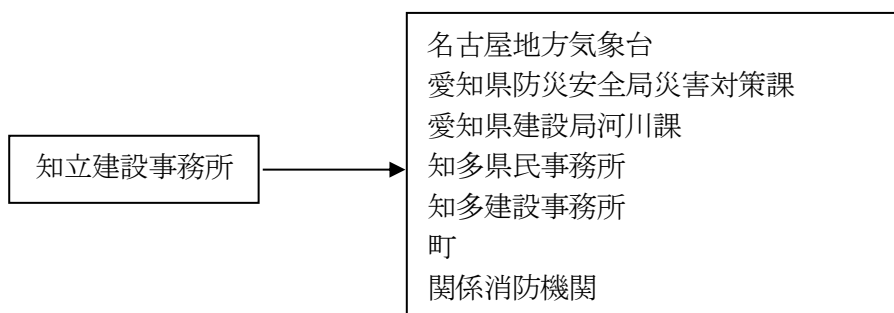 知立建設事務所
名古屋地方気象台
愛知県防災安全局災害対策課
愛知県建設局河川課
知多県民事務所
知多建設事務所
町
関係消防機関